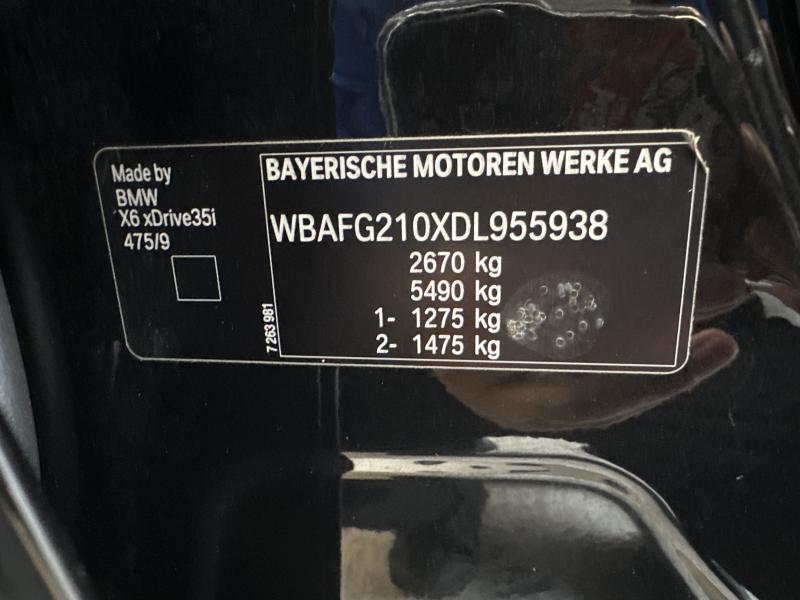 Made by
BMW
X6 xDrive35i
475/9
BAYERISCHE MOTOREN WERKE AG
WBAFG210XDL955938
2670 kg
5490 kg
1- 1275 kg
2- 1475 kg
7 263 981